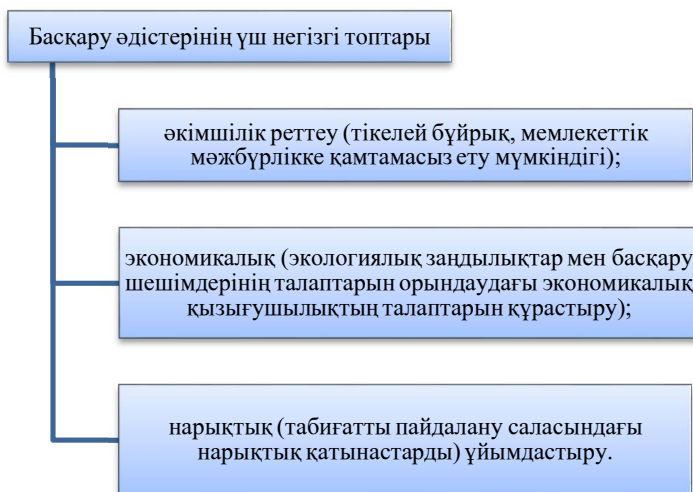 Басқару әдістерінің үш негізгі топтары
әкімшілік реттеу (тікелей бұйрық, мемлекеттік
мәжбүрлікке қамтамасыз ету мүмкіндігі);
экономикалық (экологиялық заңдылықтар мен басқару
шешімдерінің талаптарын орындаудағы экономикалық
қызығушылықтың талаптарын құрастыру);
нарықтық (табиғатты пайдалану саласындағы
нарықтық қатынастарды) ұйымдастыру.